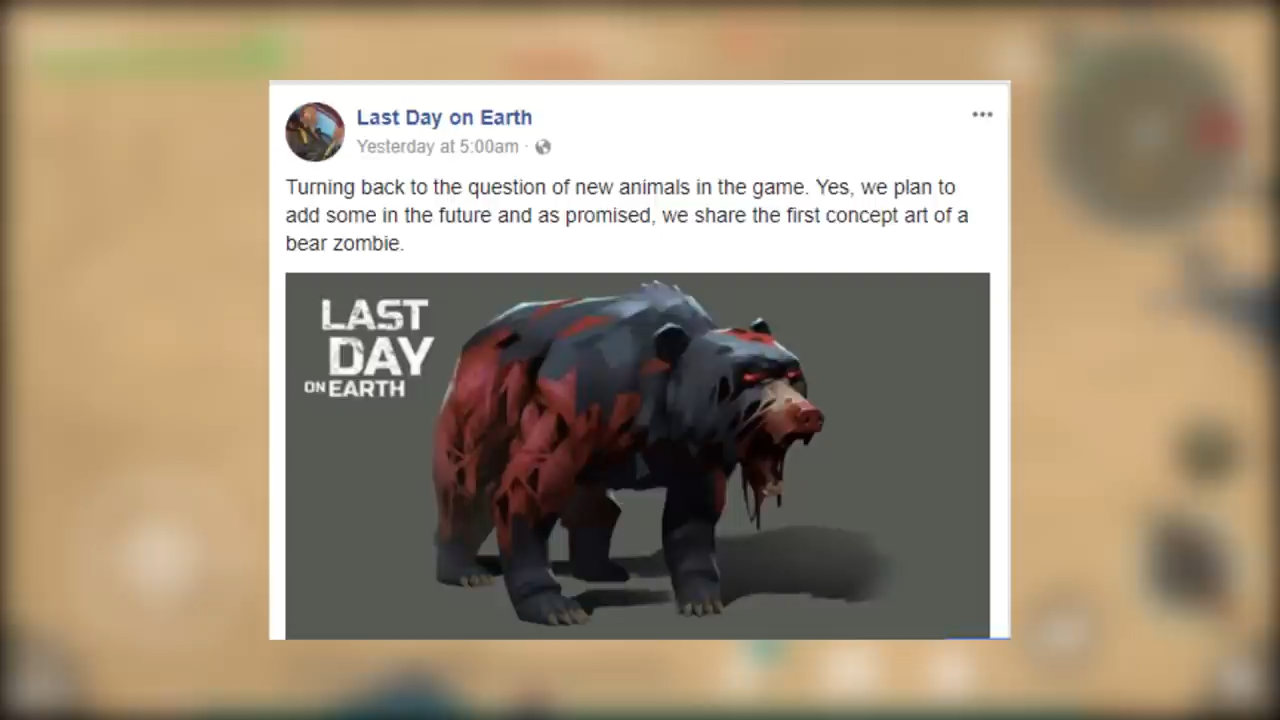 Last Day on Earth
Yesterday at 5:00am ·
Turning back to the question of new animals in the game. Yes, we plan to
add some in the future and as promised, we share the first concept art of a
bear zombie.
LAST
DAY
ON EARTH